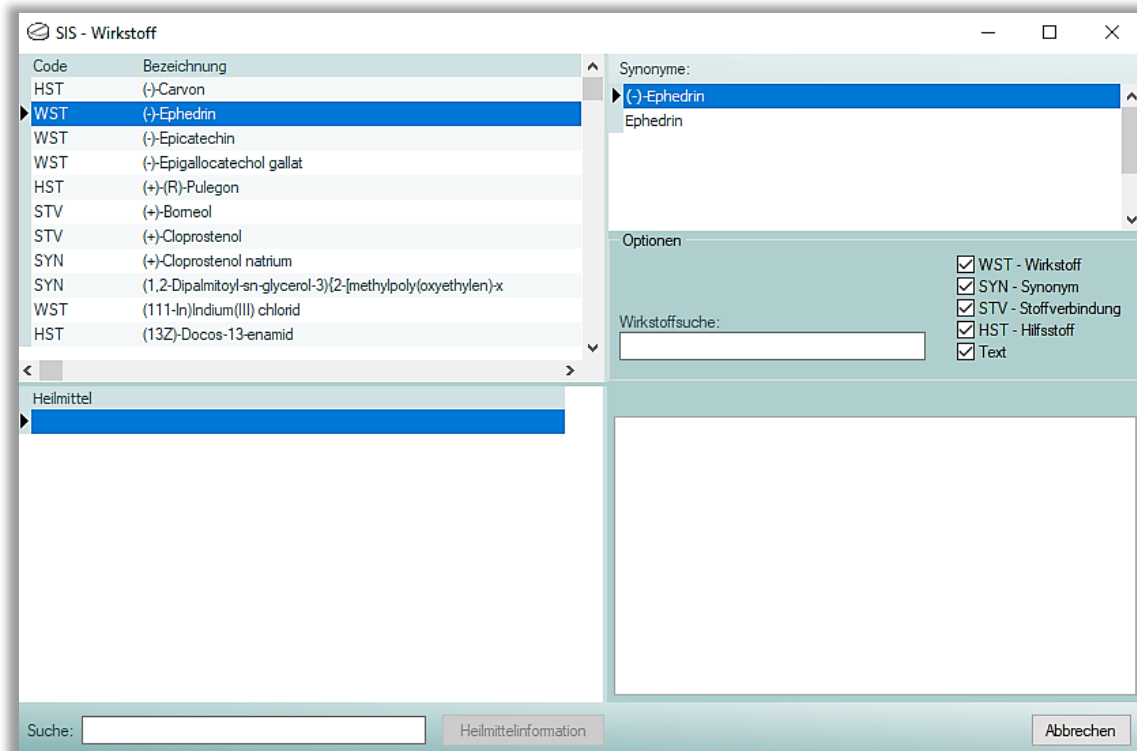 SIS - Wirkstoff
Code Bezeichnung
HST (-)-Carvon
WST (-)-Ephedrin
WST (-)-Epicatechin
WST (-)-Epigallocatechol gallat
HST (+)-(R)-Pulegon
STV (+)-Borneol
STV (+)-Cloprostenol
SYN (+)-Cloprostenol natrium
SYN (1,2-Dipalmitoyl-sn-glycerol-3){2-[methylpoly(oxyethylen)-x
WST (111-In)Indium(III) chlorid
HST (13Z)-Docos-13-enamid
Synonyme:
(-)-Ephedrin
Ephedrin
Optionen
WST - Wirkstoff
SYN - Synonym
STV - Stoffverbindung
HST - Hilfsstoff
Text
Wirkstoffsuche:
Heilmittel
Suche:
Heilmittelinformation
Abbrechen